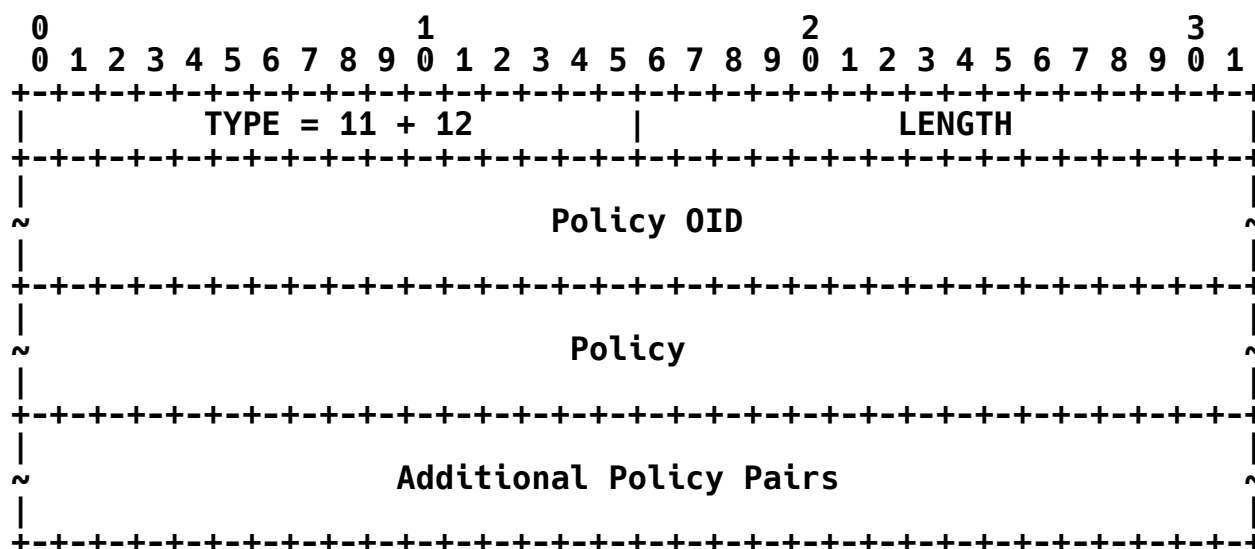 0                   1                   2                   3
 0 1 2 3 4 5 6 7 8 9 0 1 2 3 4 5 6 7 8 9 0 1 2 3 4 5 6 7 8 9 0 1
+-+-+-+-+-+-+-+-+-+-+-+-+-+-+-+-+-+-+-+-+-+-+-+-+-+-+-+-+-+-+-+-+
|         TYPE = 11 + 12        |             LENGTH            |
+-+-+-+-+-+-+-+-+-+-+-+-+-+-+-+-+-+-+-+-+-+-+-+-+-+-+-+-+-+-+-+-+
|                                                               |
~                           Policy OID                          ~
|                                                               |
+-+-+-+-+-+-+-+-+-+-+-+-+-+-+-+-+-+-+-+-+-+-+-+-+-+-+-+-+-+-+-+-+
|                                                               |
~                            Policy                             ~
|                                                               |
+-+-+-+-+-+-+-+-+-+-+-+-+-+-+-+-+-+-+-+-+-+-+-+-+-+-+-+-+-+-+-+-+
|                                                               |
~                   Additional Policy Pairs                     ~
|                                                               |
+-+-+-+-+-+-+-+-+-+-+-+-+-+-+-+-+-+-+-+-+-+-+-+-+-+-+-+-+-+-+-+-+